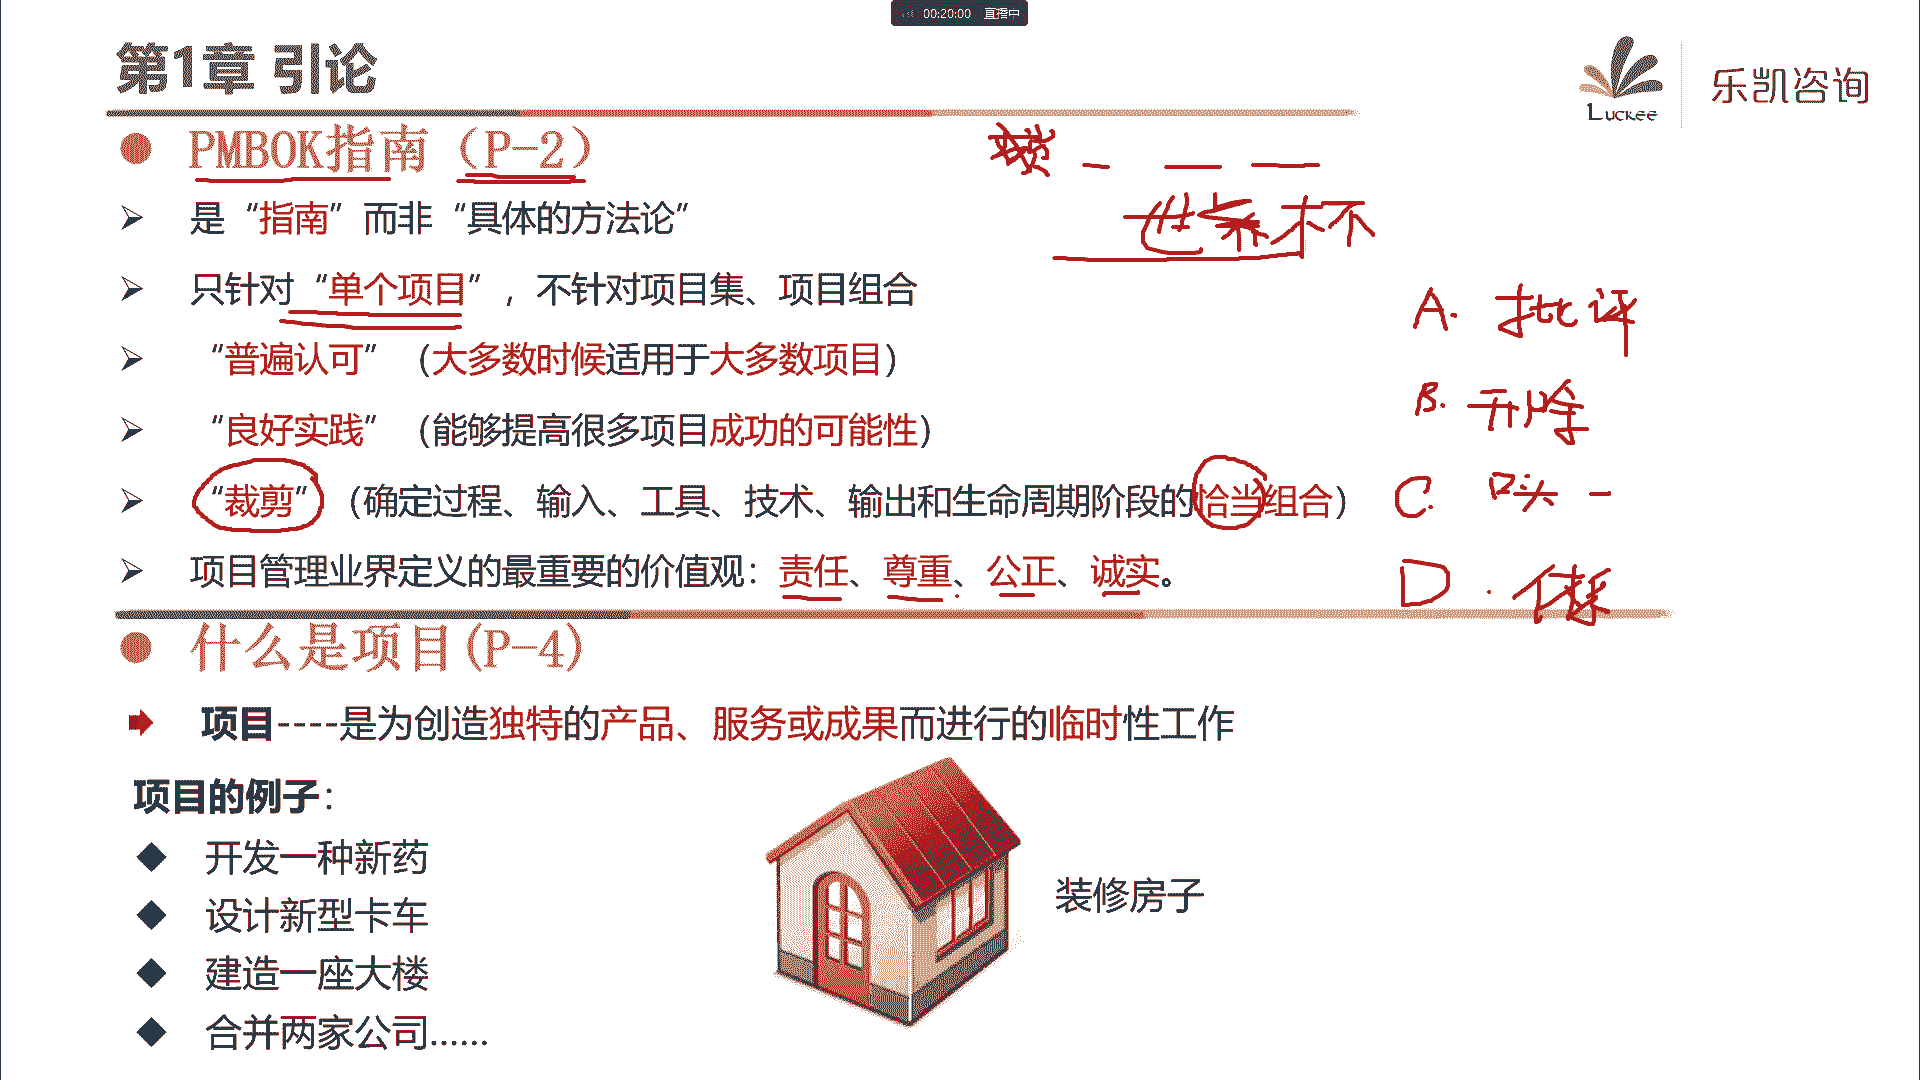 00:20:00 直播中
第1章 引论
Luckee 乐凯咨询
PMBOK指南（P-2）
是“指南”而非“具体的方法论”
世界杯
只针对“单个项目”，不针对项目集、项目组合
A. 批评
“普遍认可”（大多数时候适用于大多数项目）
B. 开除
“良好实践”（能够提高很多项目成功的可能性）
“裁剪”（确定过程、输入、工具、技术、输出和生命周期阶段的恰当组合）
C. 口头一
项目管理业界定义的最重要的价值观：责任、尊重、公正、诚实。
D.
什么是项目(P-4)
项目----是为创造独特的产品、服务或成果而进行的临时性工作
项目的例子：
开发一种新药
设计新型卡车
装修房子
建造一座大楼
合并两家公司……